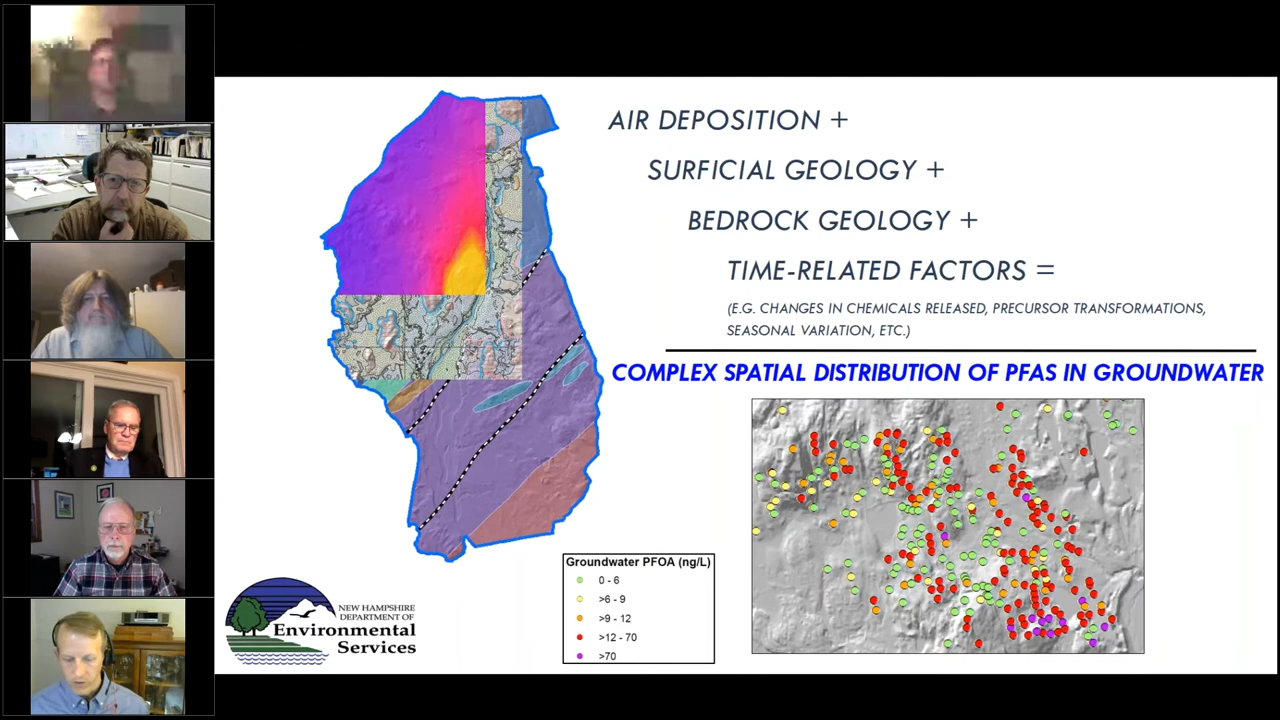 AIR DEPOSITION +
SURFICIAL GEOLOGY +
BEDROCK GEOLOGY +
TIME-RELATED FACTORS =
(E.G. CHANGES IN CHEMICALS RELEASED, PRECURSOR TRANSFORMATIONS,
SEASONAL VARIATION, ETC.)
COMPLEX SPATIAL DISTRIBUTION OF PFAS IN GROUNDWATER
Groundwater PFOA (ng/L)
0 - 6
>6 - 9
>9 - 12
>12 - 70
>70
NEW HAMPSHIRE
DEPARTMENT OF
Environmental
Services